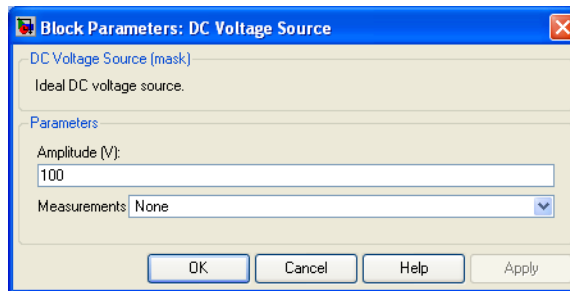 Block Parameters: DC Voltage Source
DC Voltage Source (mask)
Ideal DC voltage source.
Parameters
Amplitude (V):
100
Measurements None
OK Cancel Help Apply